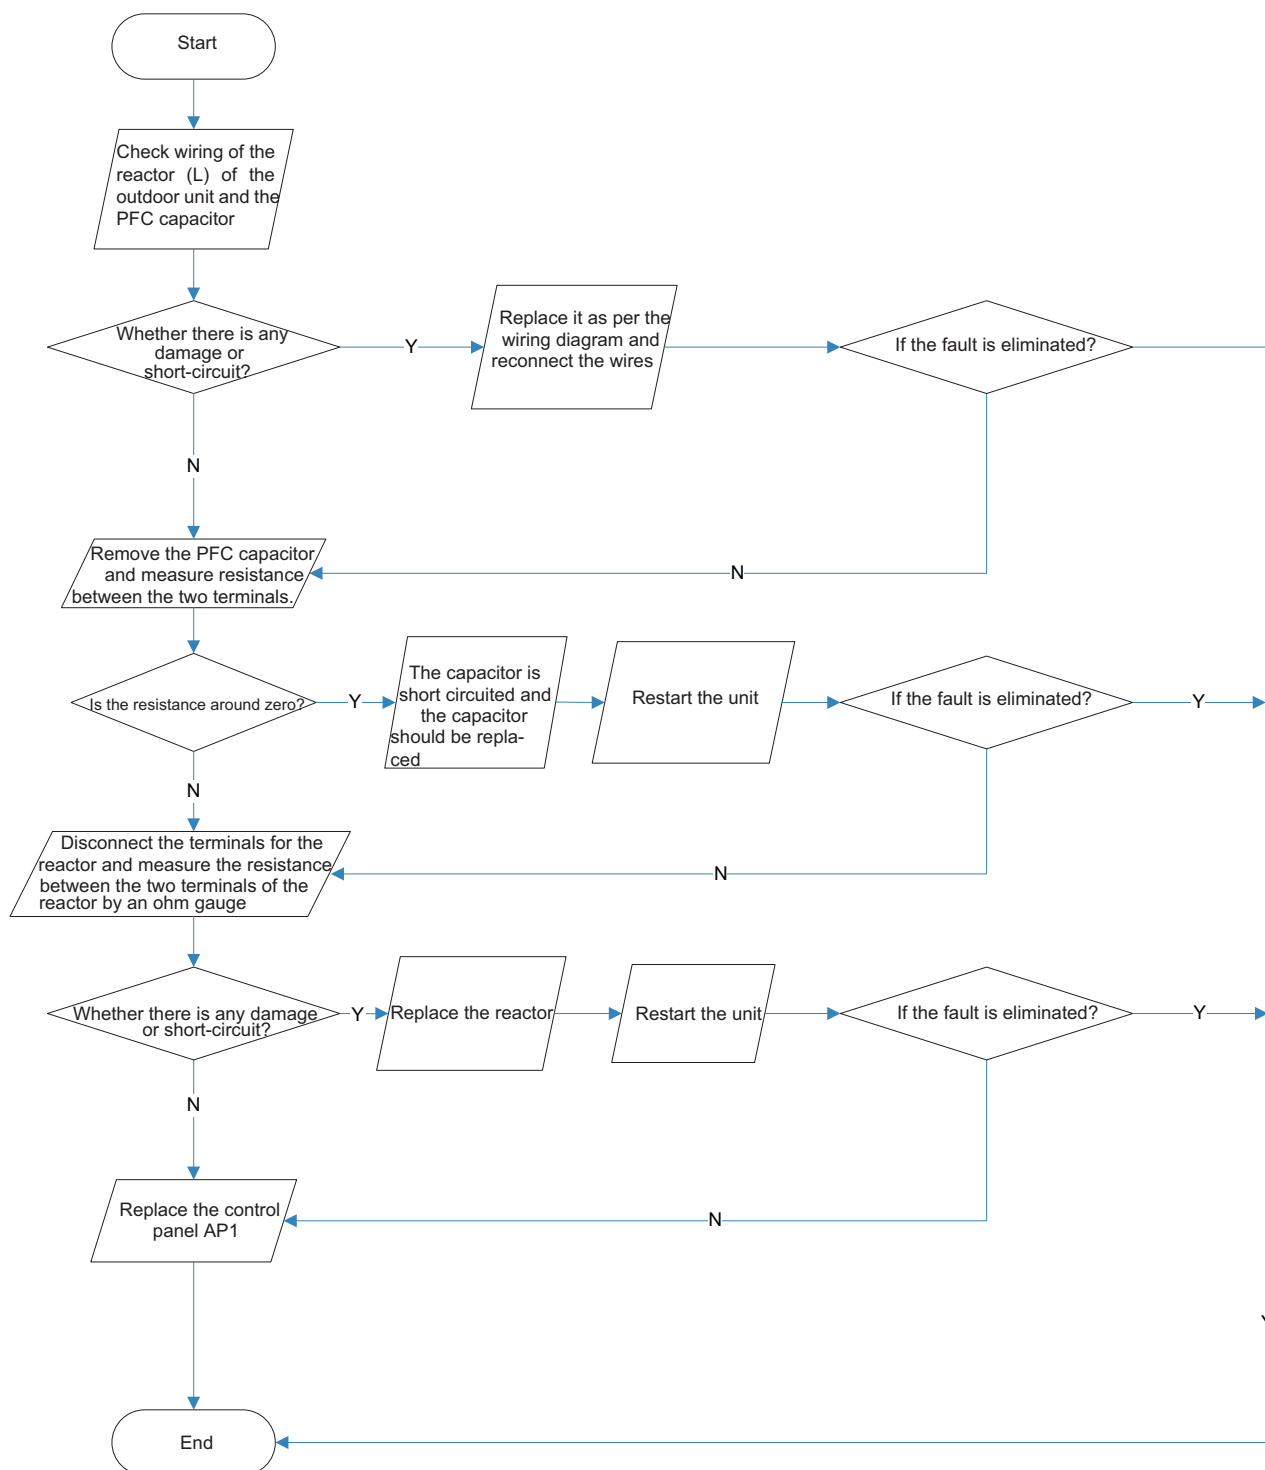 Start
Check wiring of the
reactor (L) of the
outdoor unit and the
PFC capacitor
Whether there is any
damage or
short-circuit?
Y
Replace it as per the
wiring diagram and
reconnect the wires
If the fault is eliminated?
N
Remove the PFC capacitor
and measure resistance
between the two terminals.
N
Is the resistance around zero?
Y
The capacitor is
short circuited and
the capacitor
should be repla-
ced
Restart the unit
If the fault is eliminated?
Y
N
Disconnect the terminals for the
reactor and measure the resistance
between the two terminals of the
reactor by an ohm gauge
N
Whether there is any damage
or short-circuit?
Y
Replace the reactor
Restart the unit
If the fault is eliminated?
Y
N
Replace the control
panel AP1
N
End